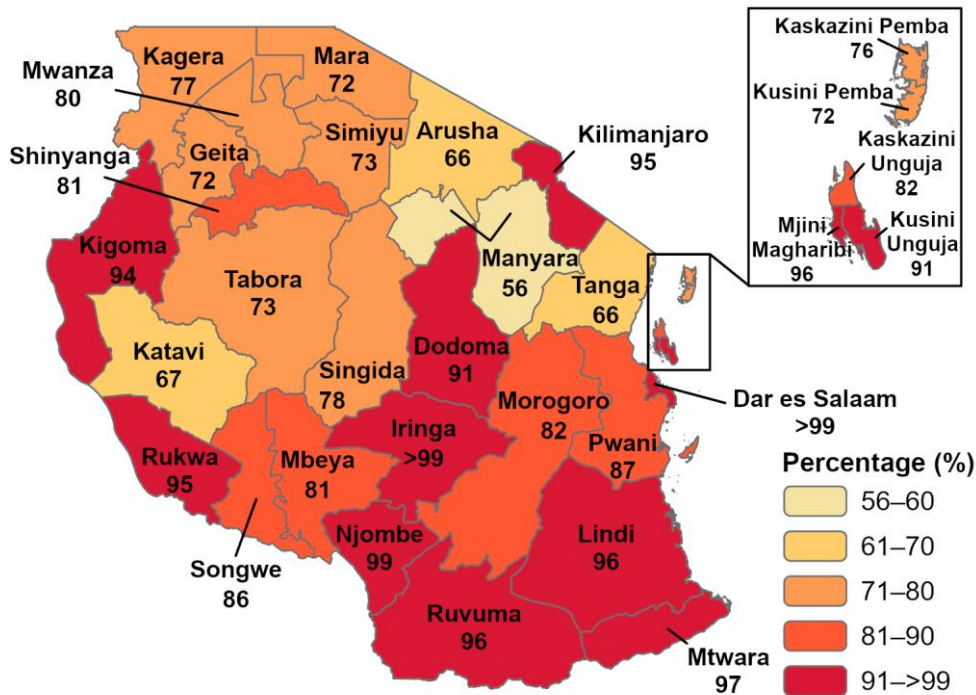 Kagera
77
Mara
72
Mwanza
80
Simiyu
73
Arusha
66
Kilimanjaro
95
Shinyanga
81
Geita
72
Kigoma
94
Manyara
56
Tabora
73
Tanga
66
Katavi
67
Singida
78
Dodoma
91
Morogoro
82
Dar es Salaam
>99
Iringa
>99
Pwani
87
Rukwa
95
Mbeya
81
Songwe
86
Njombe
99
Lindi
96
Ruvuma
96
Mtwara
97
Kaskazini Pemba
76
Kusini Pemba
72
Kaskazini
Unguja
82
Mjini
Magharibi
96
Kusini
Unguja
91
Percentage (%)
56–60
61–70
71–80
81–90
91–>99